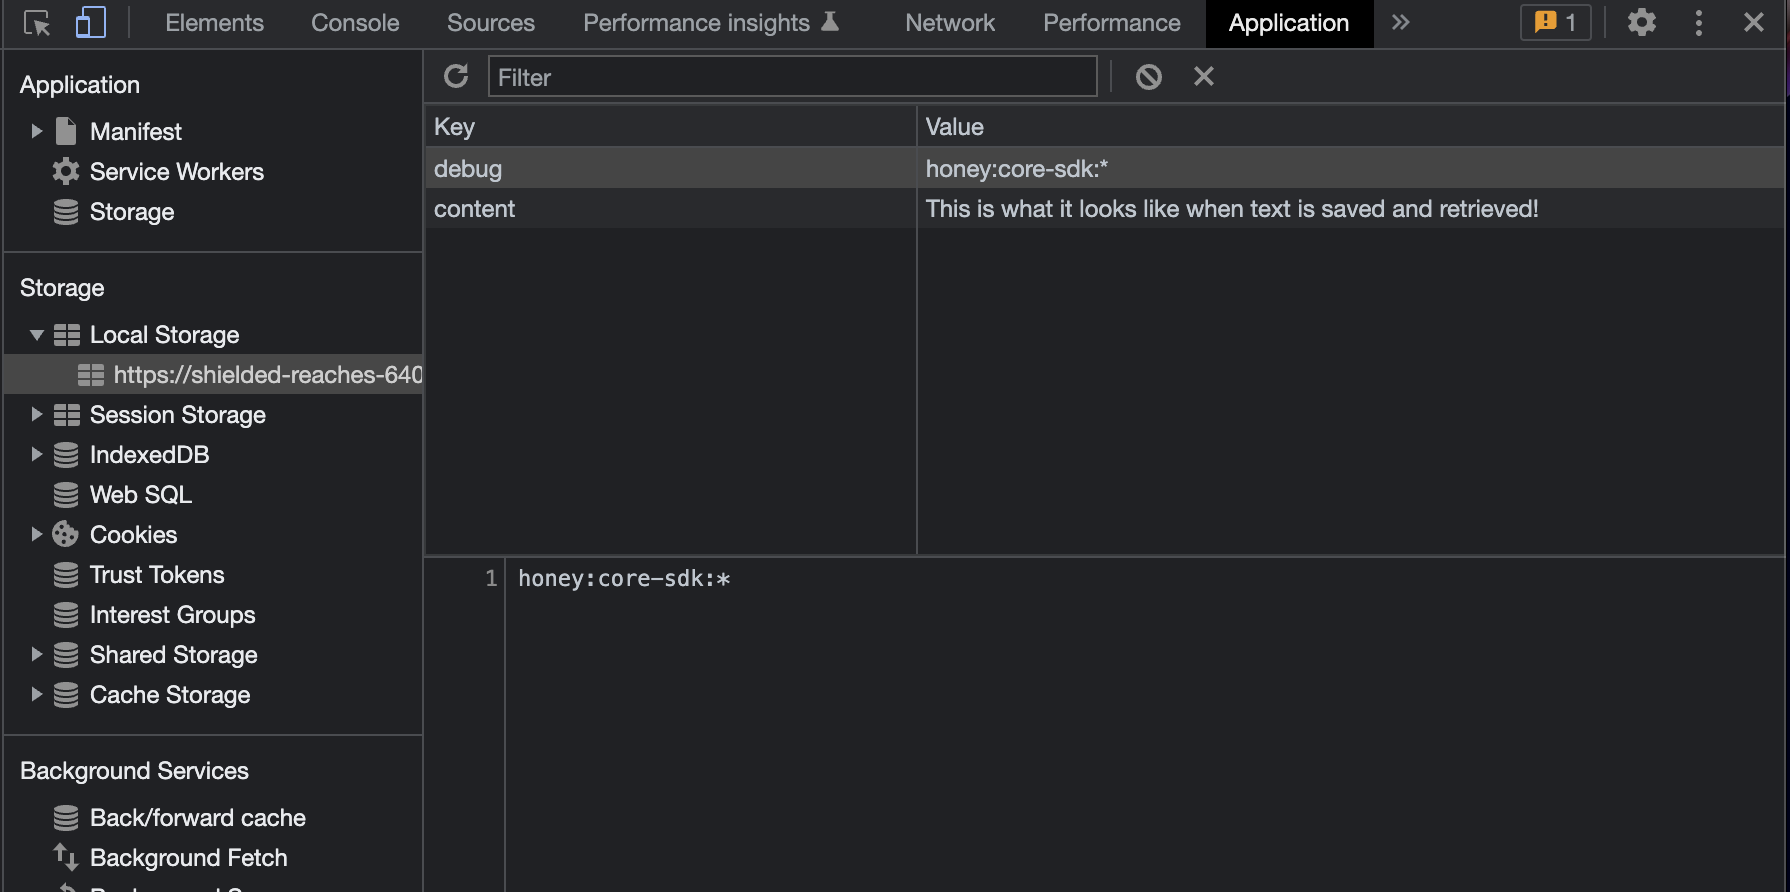 Elements Console Sources Performance insights Network Performance Application » 1
Application
Manifest
Service Workers
Storage
Storage
Local Storage
https://shielded-reaches-640
Session Storage
IndexedDB
Web SQL
Cookies
Trust Tokens
Interest Groups
Shared Storage
Cache Storage
Background Services
Back/forward cache
Background Fetch
Filter
Key Value
debug honey:core-sdk:*
content This is what it looks like when text is saved and retrieved!
1 honey:core-sdk:*